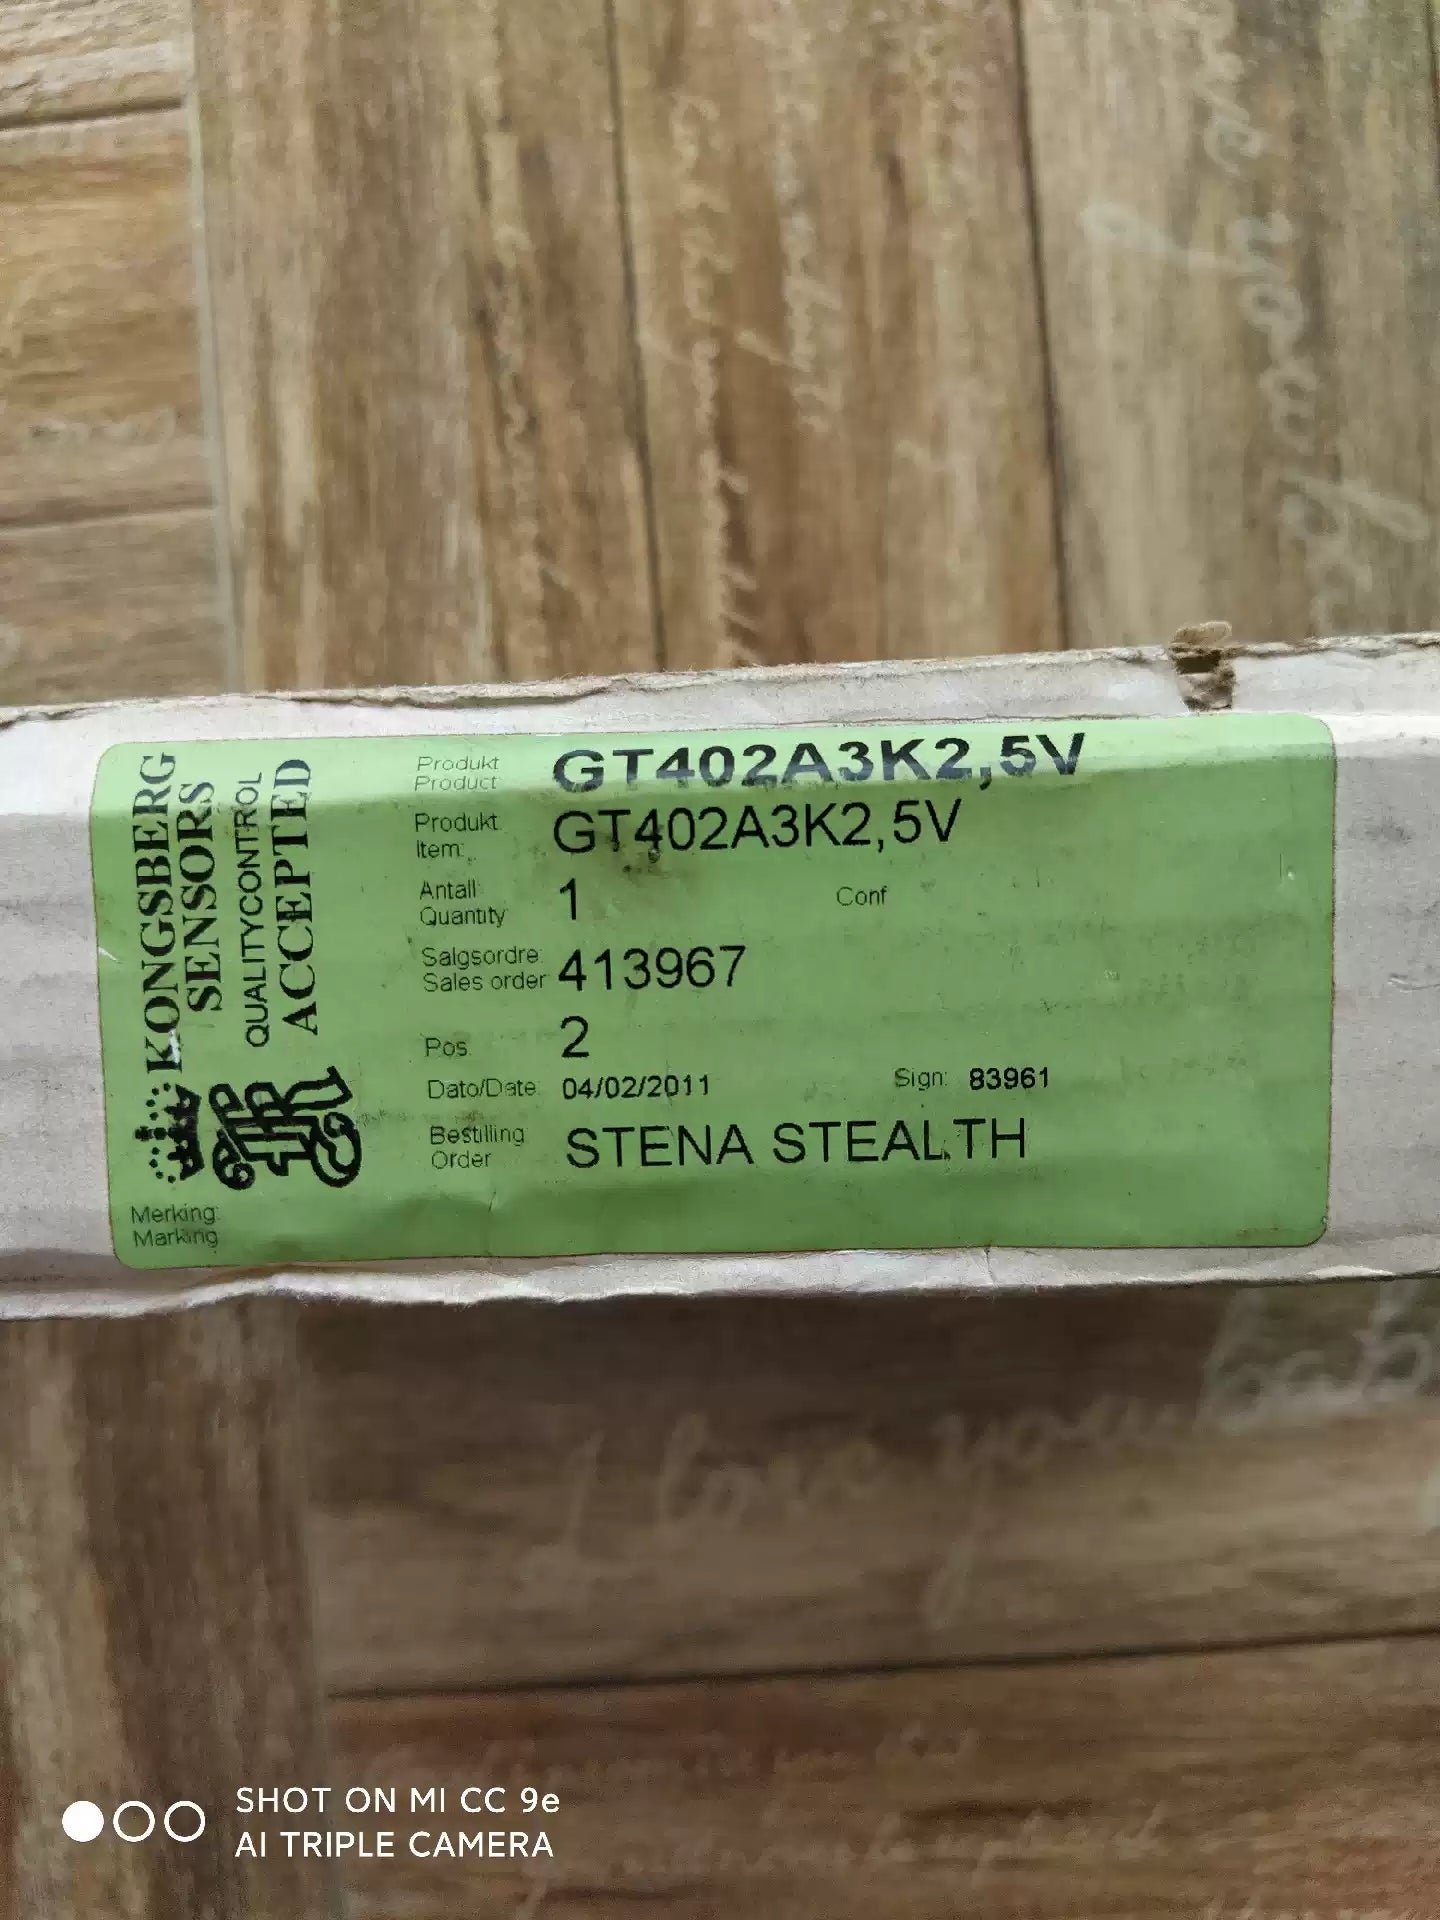 KONGSBERG
SENSORS
QUALITYCONTROL
ACCEPTED
Produkt
Product
GT402A3K2,5V
Produkt
Item:
GT402A3K2,5V
Antall
Quantity
1
Conf
Salgsordre:
Sales order
413967
Pos
2
Dato/Date:
04/02/2011
Sign:
83961
Bestilling
Order
STENA STEALTH
Merking:
Marking
I love you
SHOT ON MI CC 9e
AI TRIPLE CAMERA